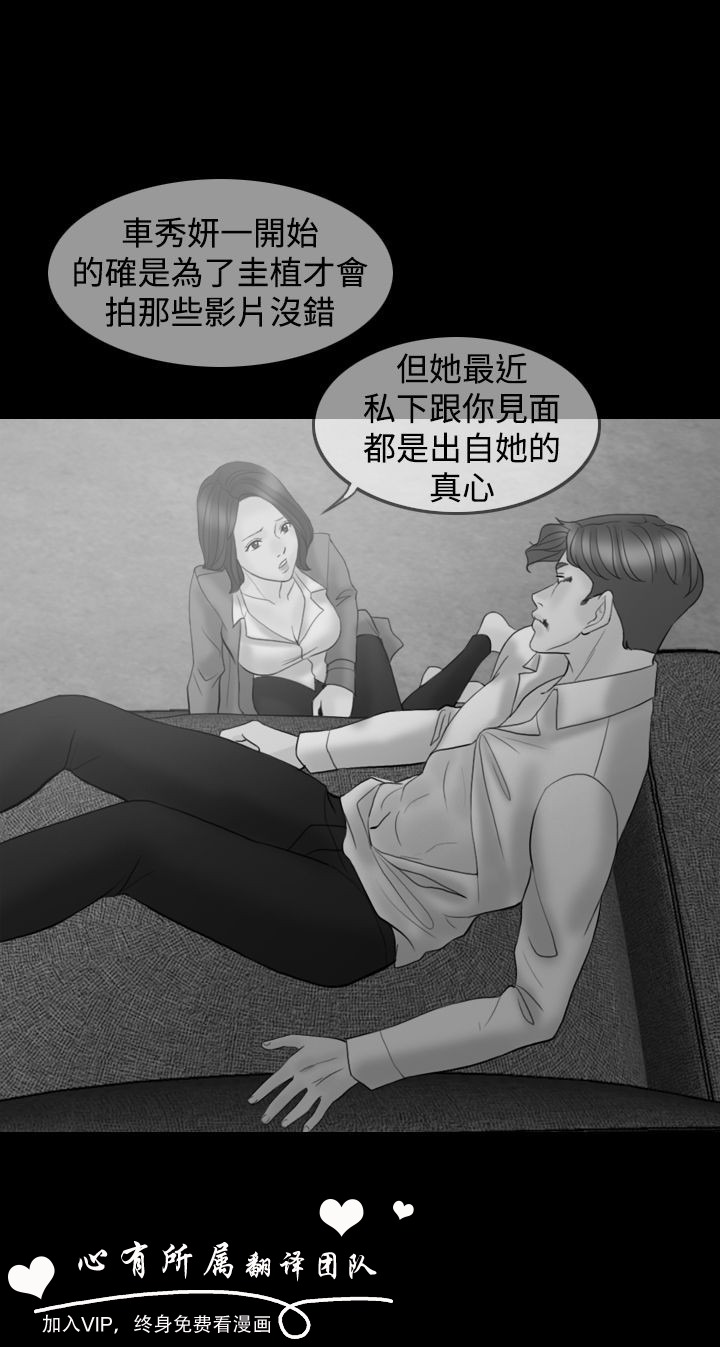 車秀妍一開始
的確是為了圭植才會
拍那些影片沒錯
但她最近
私下跟你見面
都是出自她的
真心
心有所属翻译团队
加入VIP，终身免费看漫画